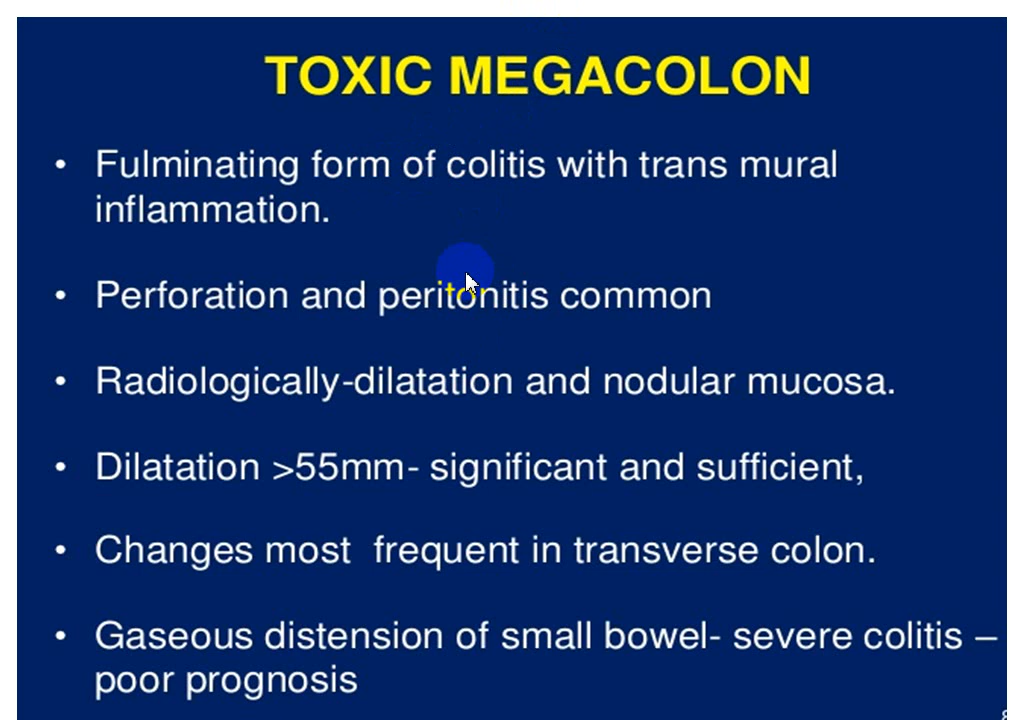 TOXIC MEGACOLON
• Fulminating form of colitis with trans mural
inflammation.
• Perforation and peritonitis common
• Radiologically-dilatation and nodular mucosa.
• Dilatation >55mm- significant and sufficient,
• Changes most  frequent in transverse colon.
• Gaseous distension of small bowel- severe colitis –
poor prognosis